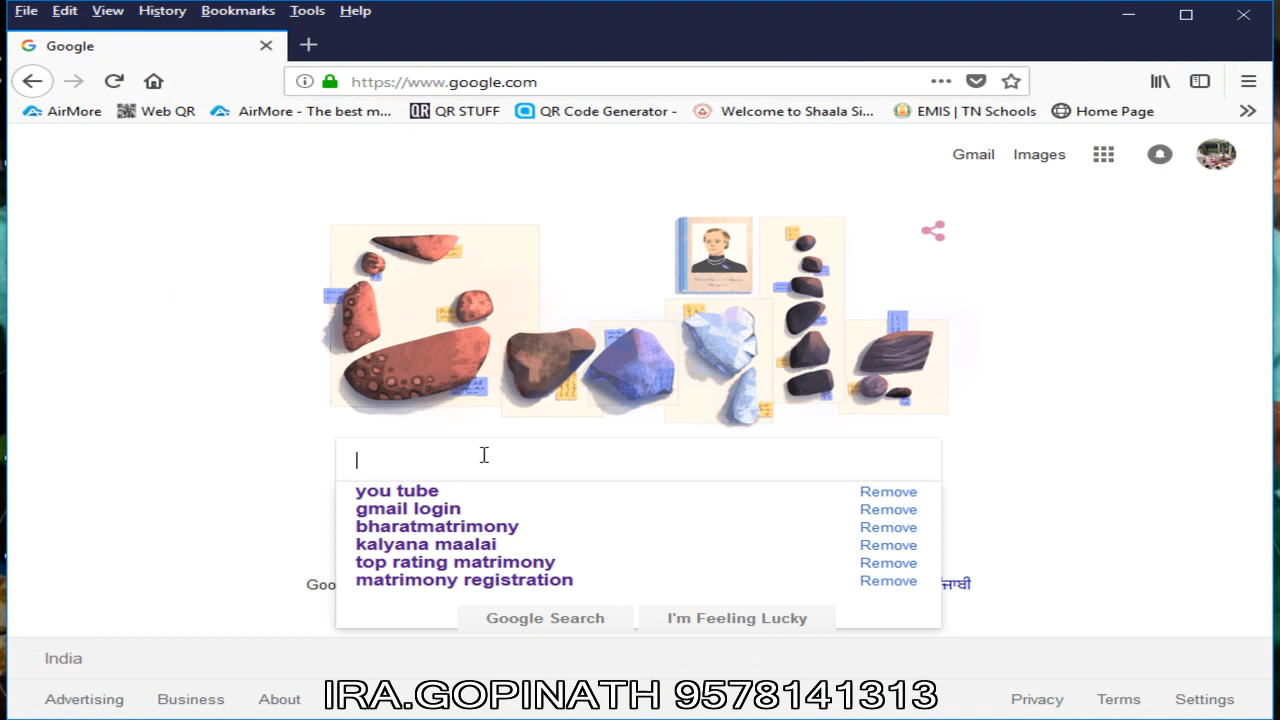 File Edit View History Bookmarks Tools Help
Google
https://www.google.com
AirMore Web QR AirMore - The best m... QR STUFF QR Code Generator - Welcome to Shaala Si... EMIS | TN Schools Home Page
Gmail Images
you tube Remove
gmail login Remove
bharatmatrimony Remove
kalyana maalai Remove
top rating matrimony Remove
matrimony registration Remove
Goo ਪੰਜਾਬੀ
Google Search I'm Feeling Lucky
India
Advertising Business About IRA.GOPINATH 9578141313 Privacy Terms Settings